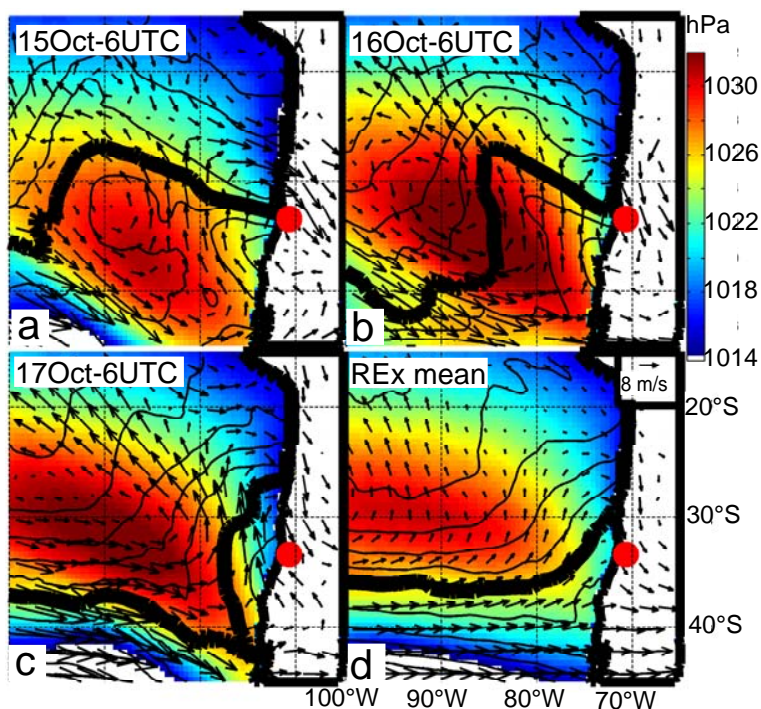 15Oct-6UTC
16Oct-6UTC
hPa
1030
1026
1022
1018
1014
a
b
17Oct-6UTC
REx mean
8 m/s
20°S
30°S
40°S
c
d
100°W 90°W 80°W 70°W